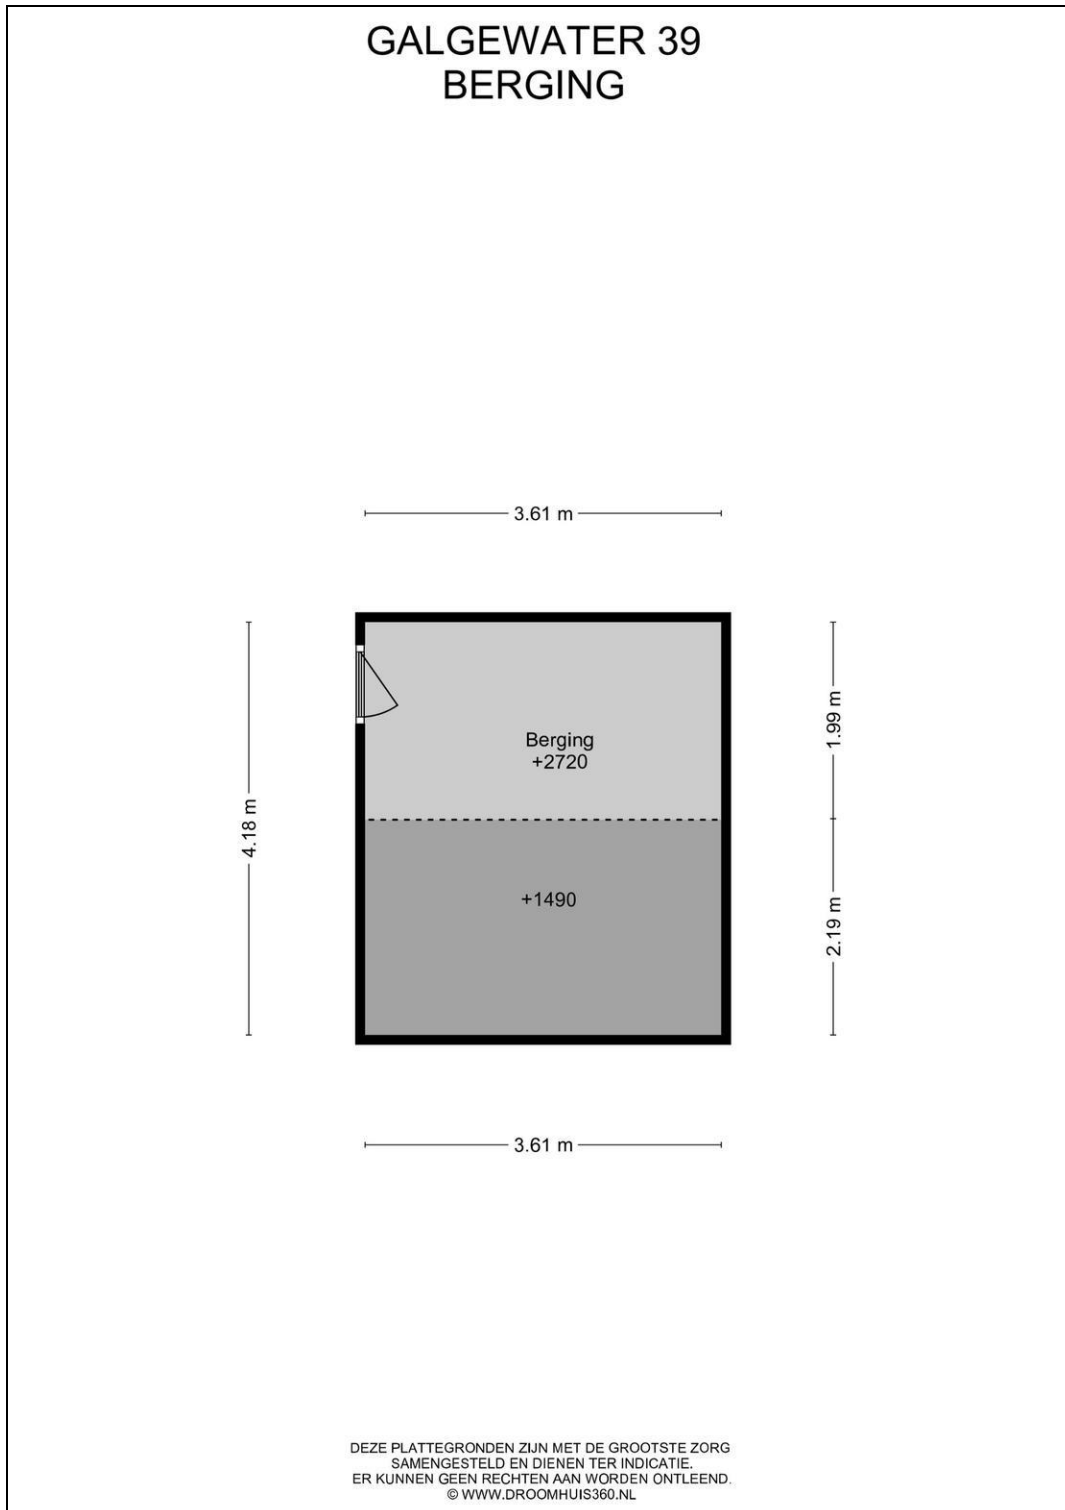 GALGEWATER 39
BERGING
3.61 m
4.18 m
1.99 m
Berging
+2720
+1490
2.19 m
3.61 m
DEZE PLATTEGRONDEN ZIJN MET DE GROOTSTE ZORG
SAMENGESTELD EN DIENEN TER INDICATIE.
ER KUNNEN GEEN RECHTEN AAN WORDEN ONTLEEND.
© WWW.DROOMHUIS360.NL